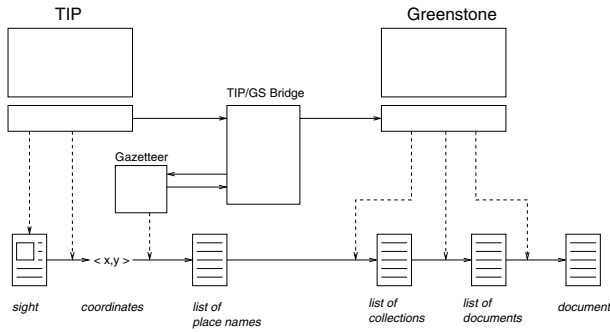 TIP
Greenstone
TIP/GS Bridge
Gazetteer
< x,y >
sight
coordinates
list of
place names
list of
collections
list of
documents
document